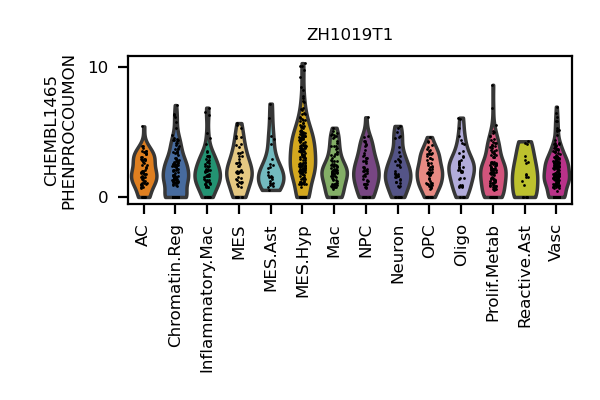 ZH1019T1
CHEMBL1465
PHENPROCOUMON
10
0
AC
Chromatin.Reg
Inflammatory.Mac
MES
MES.Ast
MES.Hyp
Mac
NPC
Neuron
OPC
Oligo
Prolif.Metab
Reactive.Ast
Vasc